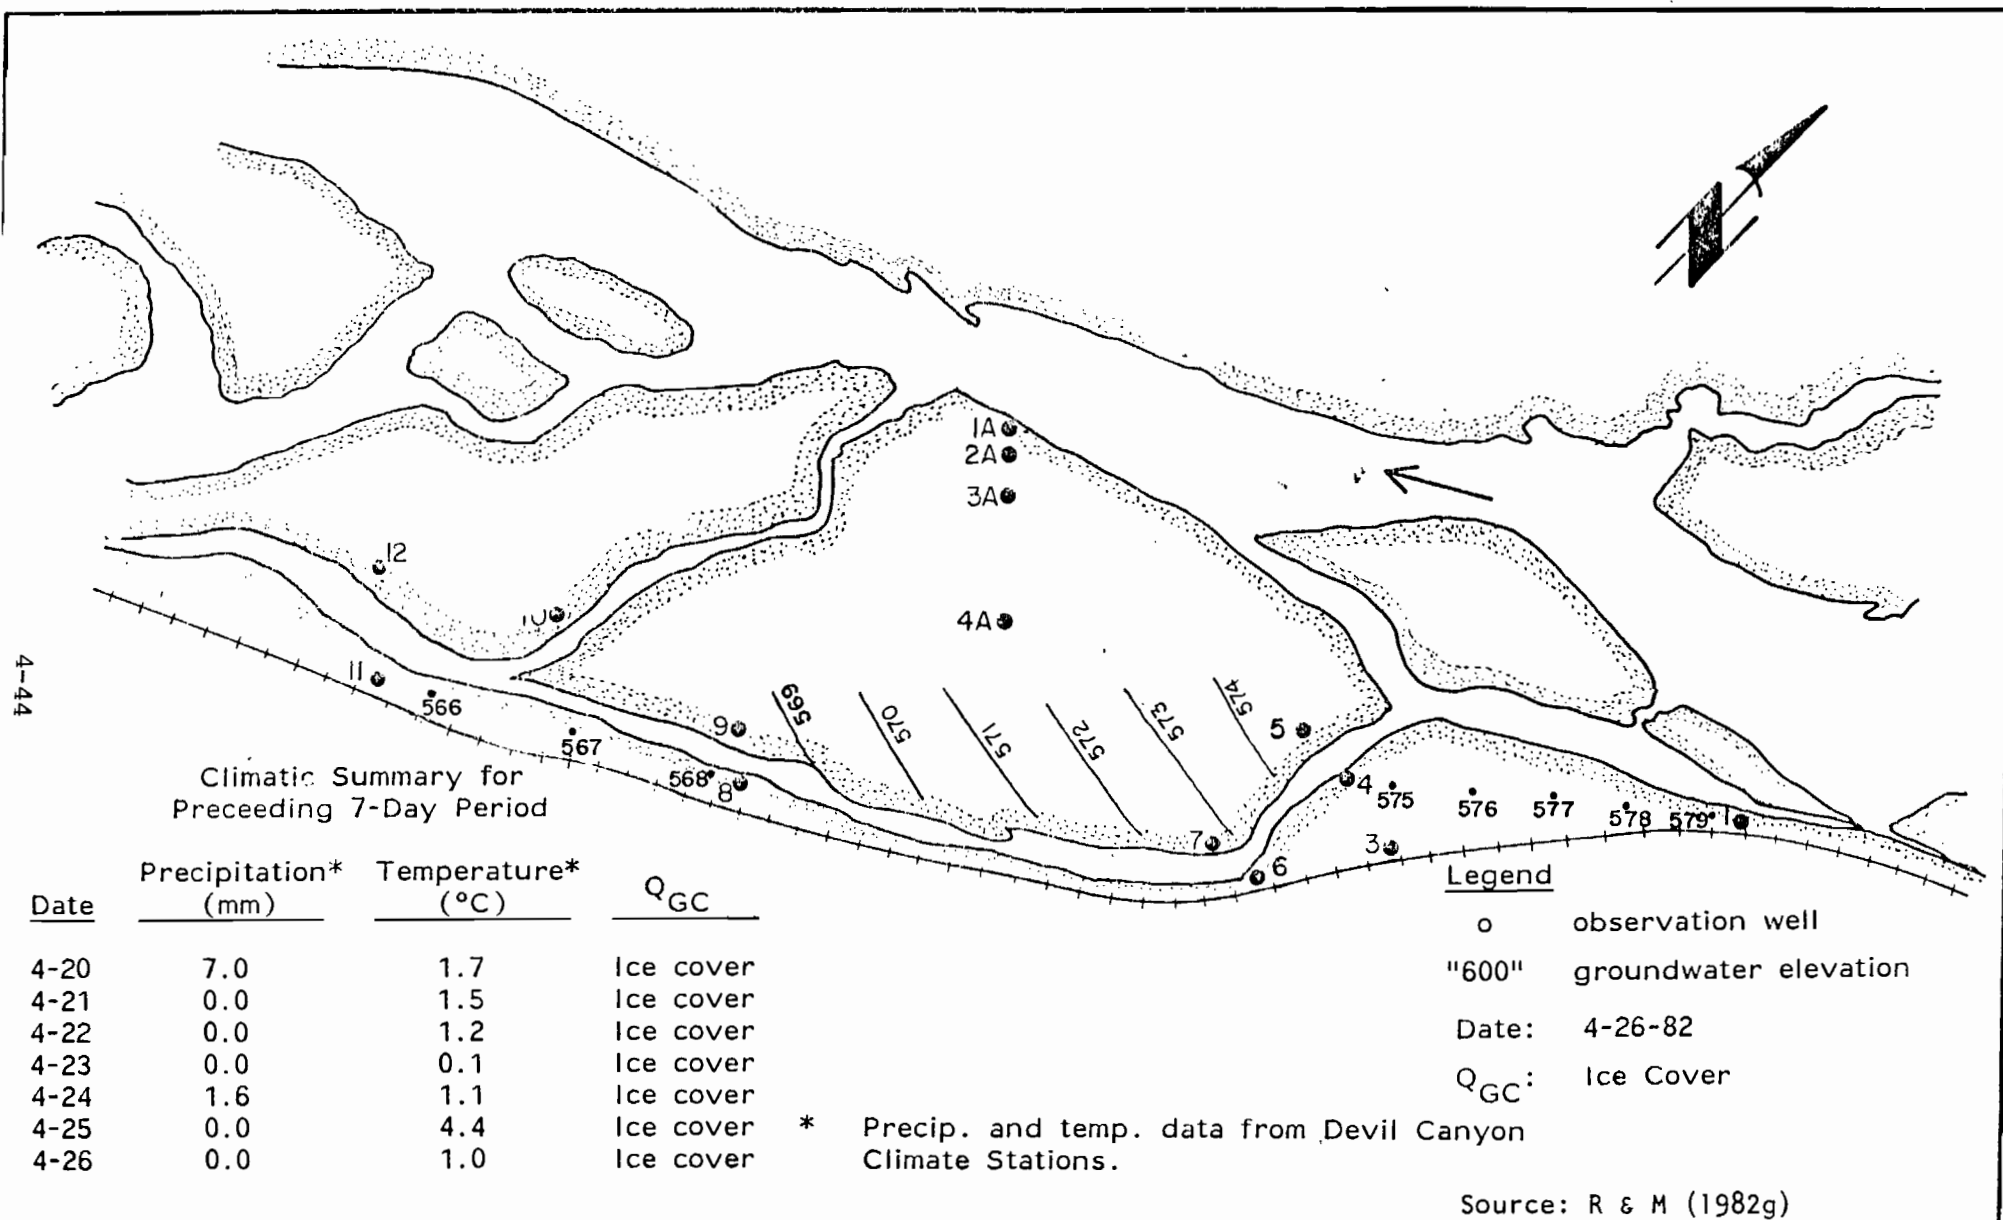 1A
2A
3A
4A
12
10
11
566
567
568
8
9
569
570
571
572
573
574
5
7
6
4
3
575
576
577
578
579
1
4-44
Climatic Summary for
Preceeding 7-Day Period
Date Precipitation* (mm) Temperature* (°C) QGC
4-20 7.0 1.7 Ice cover
4-21 0.0 1.5 Ice cover
4-22 0.0 1.2 Ice cover
4-23 0.0 0.1 Ice cover
4-24 1.6 1.1 Ice cover
4-25 0.0 4.4 Ice cover
4-26 0.0 1.0 Ice cover
Legend
o observation well
"600" groundwater elevation
Date: 4-26-82
QGC: Ice Cover
* Precip. and temp. data from Devil Canyon
Climate Stations.
Source: R & M (1982g)